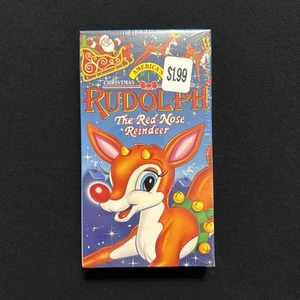 AMERICA'S
$1.99
CHRISTMAS
RUDOLPH
The Red Nose
Reindeer